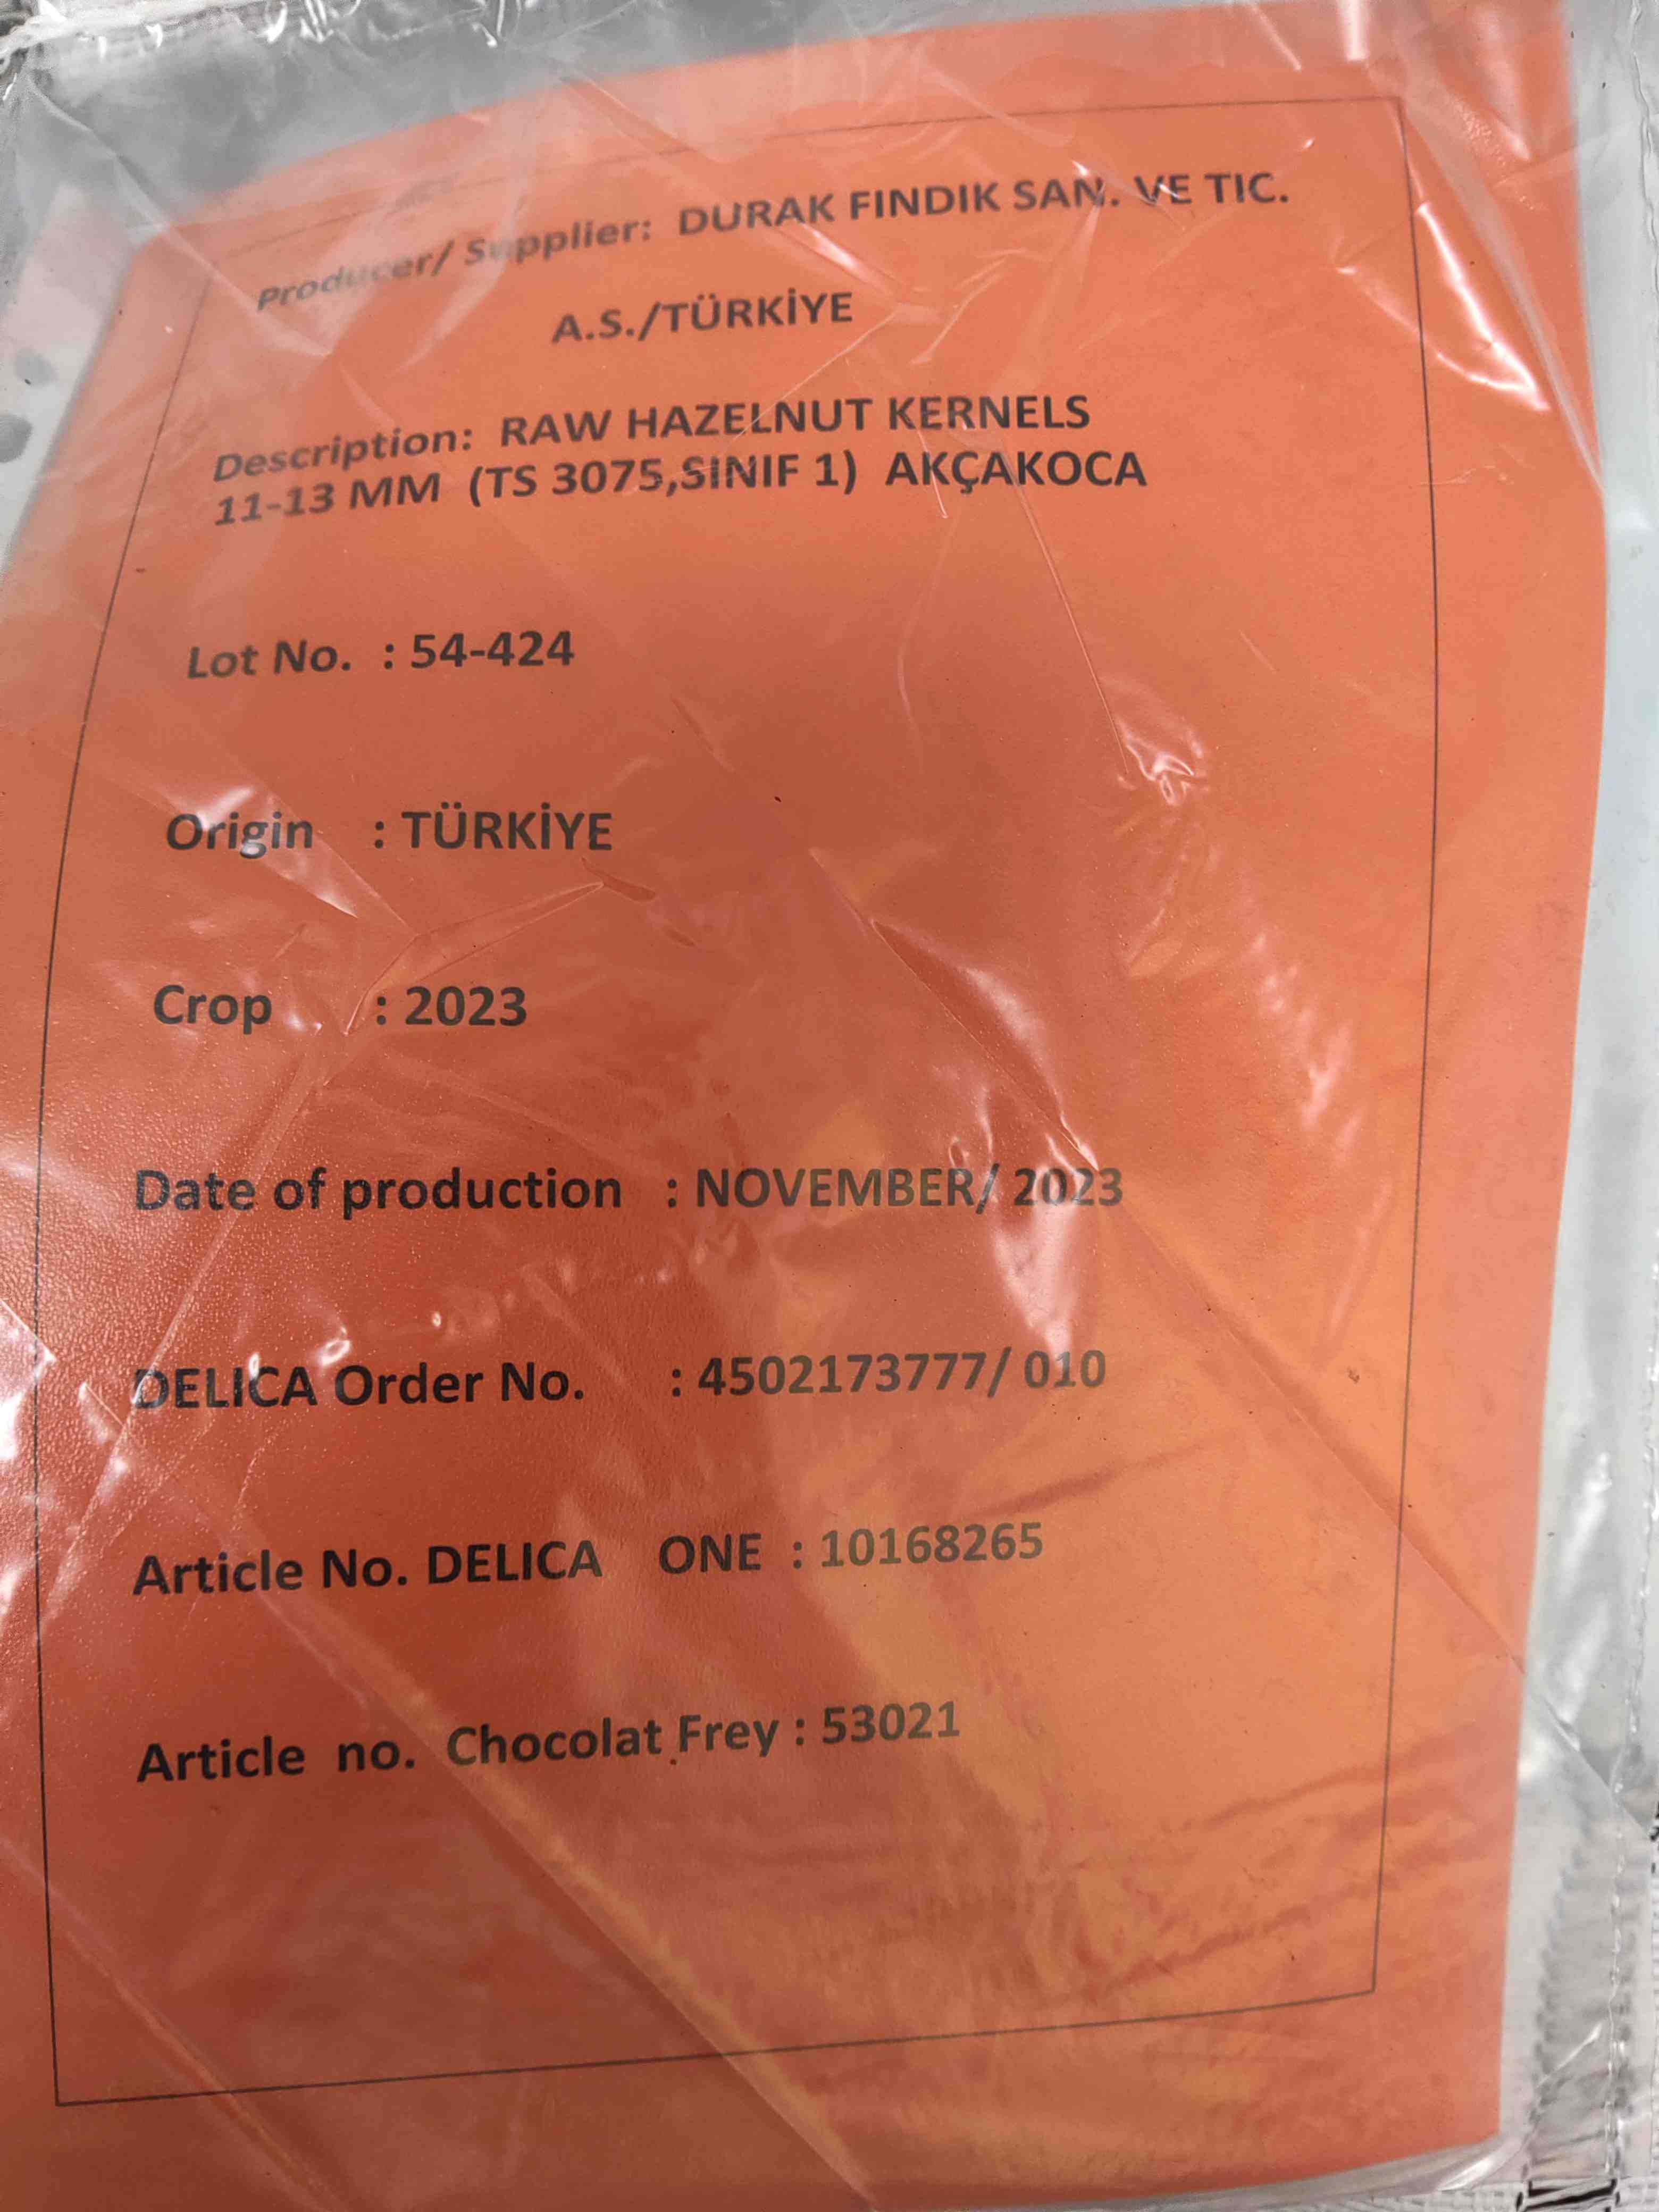 Producer/ Supplier: DURAK FINDIK SAN. VE TIC.
A.S./TÜRKİYE
Description: RAW HAZELNUT KERNELS
11-13 MM (TS 3075,SINIF 1) AKÇAKOCA
Lot No. : 54-424
Origin : TÜRKİYE
Crop : 2023
Date of production : NOVEMBER/ 2023
DELICA Order No. : 4502173777/ 010
Article No. DELICA ONE : 10168265
Article no. Chocolat Frey : 53021